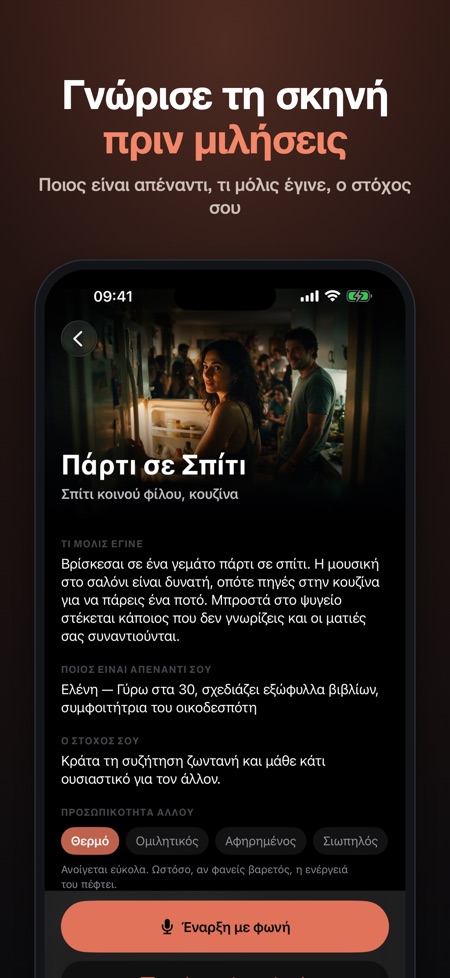 Γνώρισε τη σκηνή
πριν μιλήσεις
Ποιος είναι απέναντι, τι μόλις έγινε, ο στόχος
σου
09:41
Πάρτι σε Σπίτι
Σπίτι κοινού φίλου, κουζίνα
ΤΙ ΜΟΛΙΣ ΕΓΙΝΕ
Βρίσκεσαι σε ένα γεμάτο πάρτι σε σπίτι. Η μουσική
στο σαλόνι είναι δυνατή, οπότε πηγές στην κουζίνα
για να πάρεις ένα ποτό. Μπροστά στο ψυγείο
στέκεται κάποιος που δεν γνωρίζεις και οι ματιές
σας συναντιούνται.
ΠΟΙΟΣ ΕΙΝΑΙ ΑΠΕΝΑΝΤΙ ΣΟΥ
Ελένη — Γύρω στα 30, σχεδιάζει εξώφυλλα βιβλίων,
συμφοιτήτρια του οικοδεσπότη
Ο ΣΤΟΧΟΣ ΣΟΥ
Κράτα τη συζήτηση ζωντανή και μάθε κάτι
ουσιαστικό για τον άλλον.
ΠΡΟΣΩΠΙΚΟΤΗΤΑ ΑΛΛΟΥ
Θερμό Ομιλητικός Αφηρημένος Σιωπηλός
Ανοίγεται εύκολα. Ωστόσο, αν φανείς βαρετός, η ενέργειά
του πέφτει.
Έναρξη με φωνή